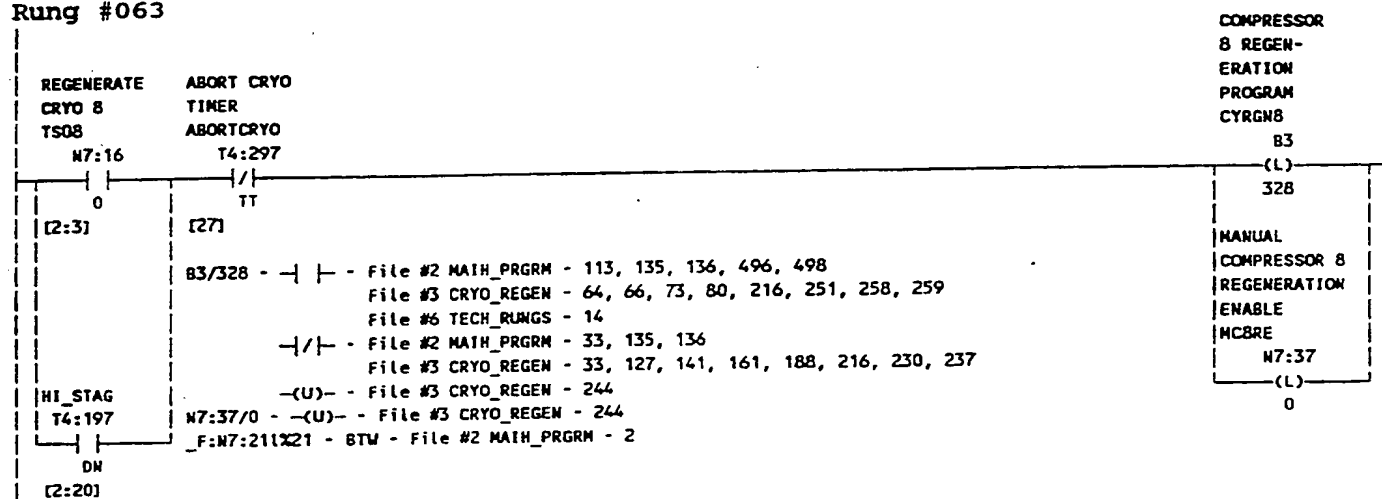 Rung #063
COMPRESSOR
8 REGEN-
ERATION
PROGRAM
CYRGN8
B3
(L)
328
REGENERATE
CRYO 8
TS08
N7:16
0
[2:3]
ABORT CRYO
TIMER
ABORTCRYO
T4:297
/
TT
[27]
B3/328 - ─┤ ├─ - File #2 MAIH_PRGRM - 113, 135, 136, 496, 498
File #3 CRYO_REGEN - 64, 66, 73, 80, 216, 251, 258, 259
File #6 TECH_RUNGS - 14
─┤/├─ - File #2 MAIH_PRGRM - 33, 135, 136
File #3 CRYO_REGEN - 33, 127, 141, 161, 188, 216, 230, 237
─(U)─ - File #3 CRYO_REGEN - 244
N7:37/0 - ─(U)─ - File #3 CRYO_REGEN - 244
_F:N7:211%21 - BTW - File #2 MAIH_PRGRM - 2
MANUAL
COMPRESSOR 8
REGENERATION
ENABLE
MC8RE
N7:37
(L)
0
HI_STAG
T4:197
DN
[2:20]